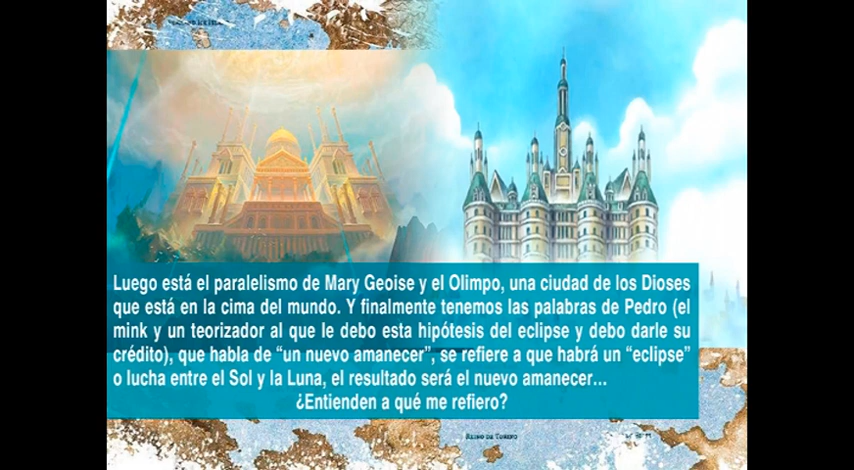 Luego está el paralelismo de Mary Geoise y el Olimpo, una ciudad de los Dioses
que está en la cima del mundo. Y finalmente tenemos las palabras de Pedro (el
mink y un teorizador al que le debo esta hipótesis del eclipse y debo darle su
crédito), que habla de “un nuevo amanecer”, se refiere a que habrá un “eclipse”
o lucha entre el Sol y la Luna, el resultado será el nuevo amanecer...
¿Entienden a qué me refiero?